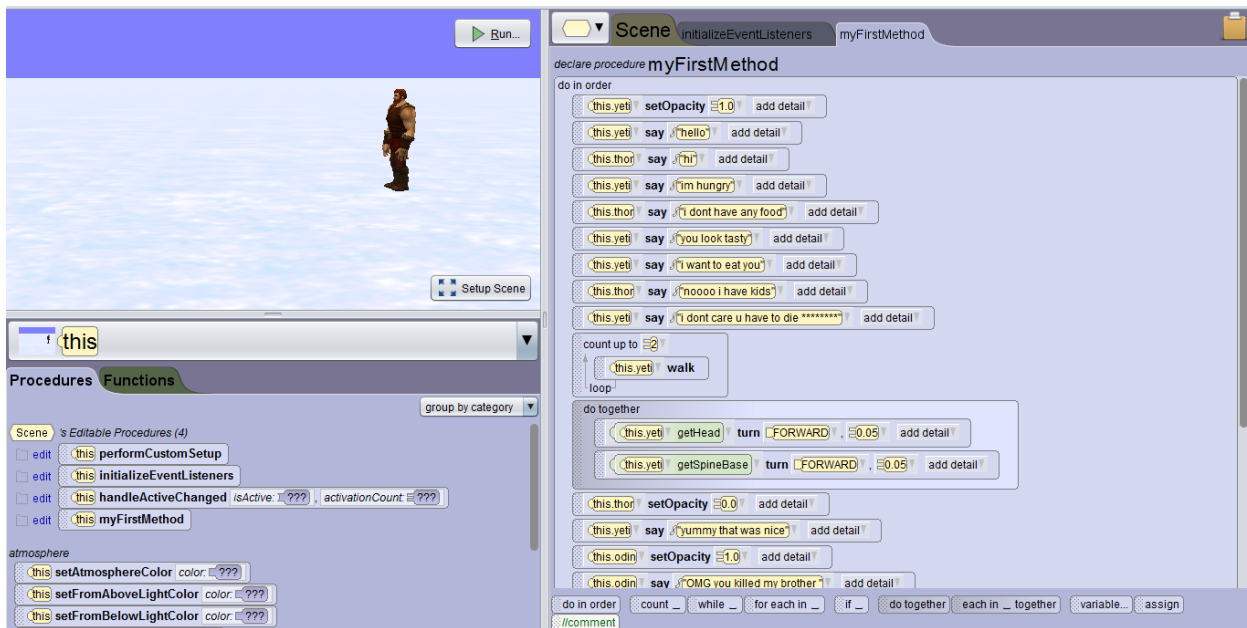 Run...
Setup Scene
this
Procedures Functions
group by category
Scene 's Editable Procedures (4)
edit this performCustomSetup
edit this initializeEventListeners
edit this handleActiveChanged isActive: ??? , activationCount: ???
edit this myFirstMethod
atmosphere
this setAtmosphereColor color: ???
this setFromAboveLightColor color: ???
this setFromBelowLightColor color: ???
Scene initializeEventListeners myFirstMethod
declare procedure myFirstMethod
do in order
this.yeti setOpacity 1.0 add detail
this.yeti say "hello" add detail
this.thor say "hi" add detail
this.yeti say "im hungry" add detail
this.thor say "i dont have any food" add detail
this.yeti say "you look tasty" add detail
this.yeti say "i want to eat you" add detail
this.thor say "noooo i have kids" add detail
this.yeti say "i dont care u have to die ********" add detail
count up to 2
this.yeti walk
loop
do together
this.yeti getHead turn FORWARD , 0.05 add detail
this.yeti getSpineBase turn FORWARD , 0.05 add detail
this.thor setOpacity 0.0 add detail
this.yeti say "yummy that was nice" add detail
this.odin setOpacity 1.0 add detail
this.odin say "OMG you killed my brother " add detail
do in order count _ while _ for each in _ if _ do together each in _ together variable... assign
//comment